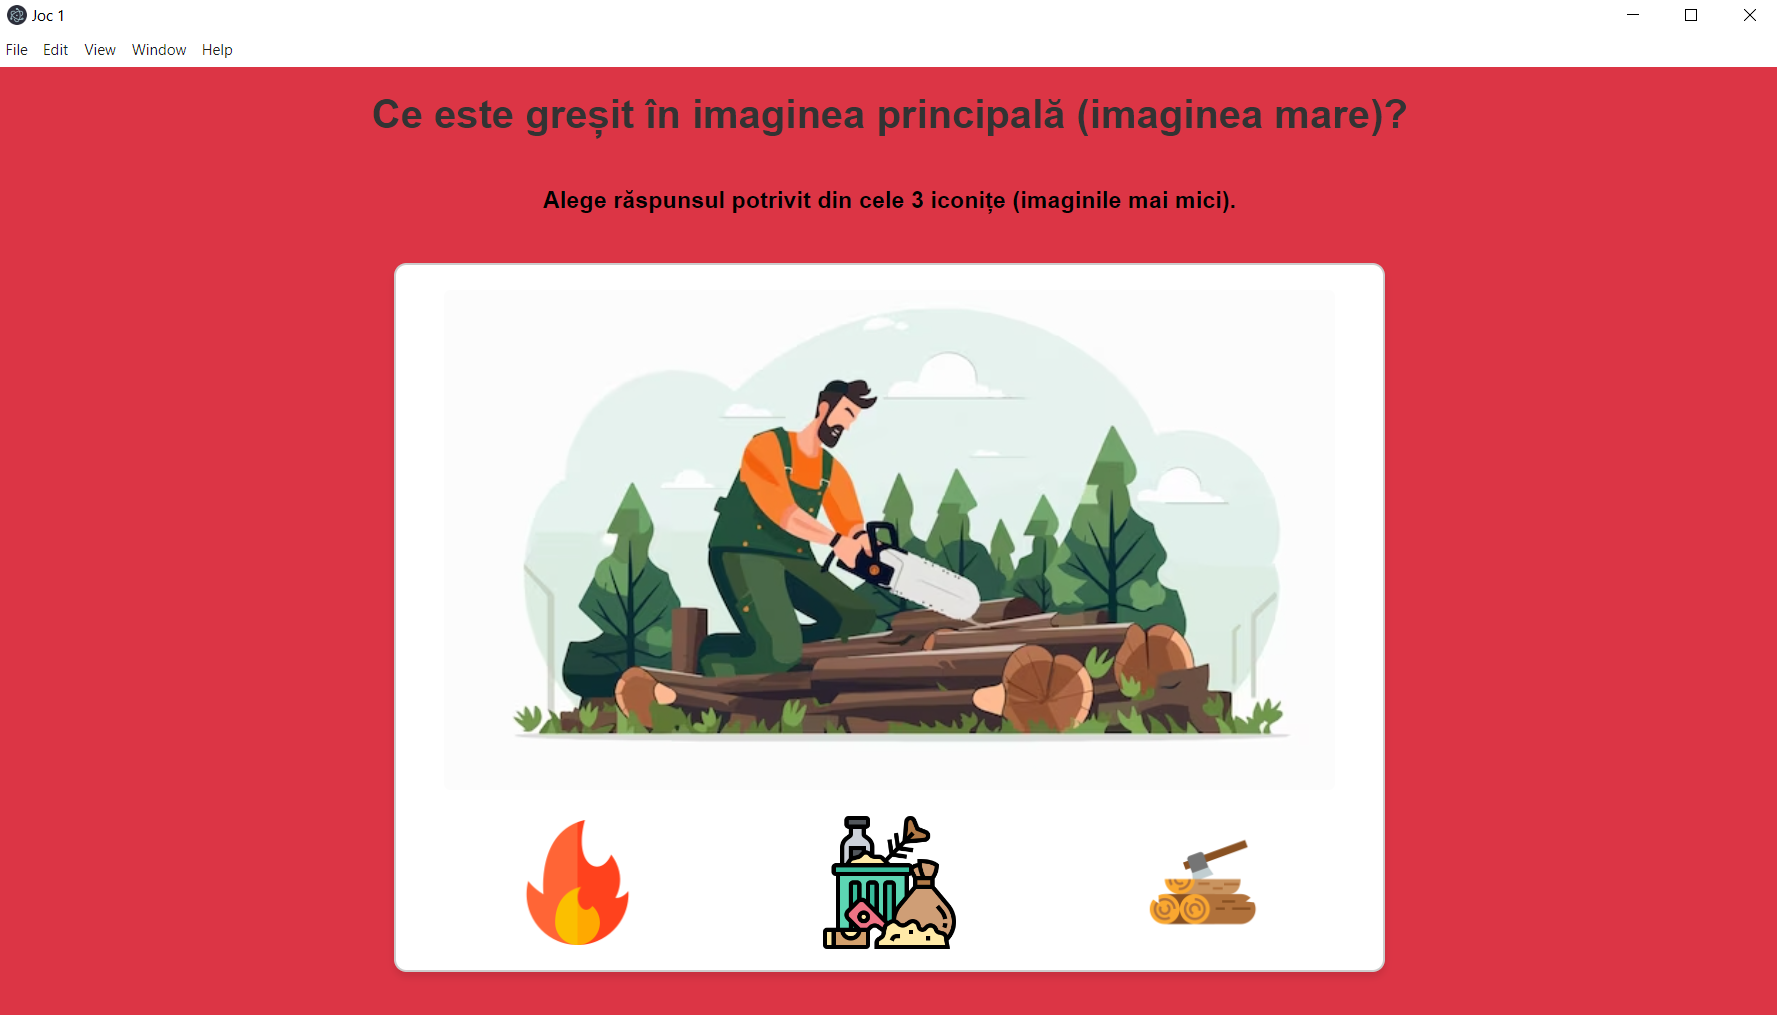 Joc 1
File Edit View Window Help
Ce este greșit în imaginea principală (imaginea mare)?
Alege răspunsul potrivit din cele 3 iconițe (imaginile mai mici).